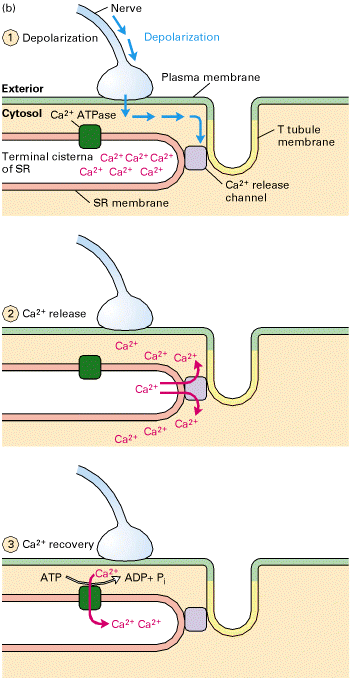 (b)
Nerve
1 Depolarization
Depolarization
Plasma membrane
Exterior
Cytosol
Ca²⁺ ATPase
T tubule
membrane
Terminal cisterna
of SR
Ca²⁺ Ca²⁺ Ca²⁺
Ca²⁺ Ca²⁺ Ca²⁺
Ca²⁺ release
channel
SR membrane
2 Ca²⁺ release
Ca²⁺
Ca²⁺ Ca²⁺
Ca²⁺
Ca²⁺
Ca²⁺ Ca²⁺
3 Ca²⁺ recovery
ATP Ca²⁺ ADP + Pᵢ
Ca²⁺ Ca²⁺